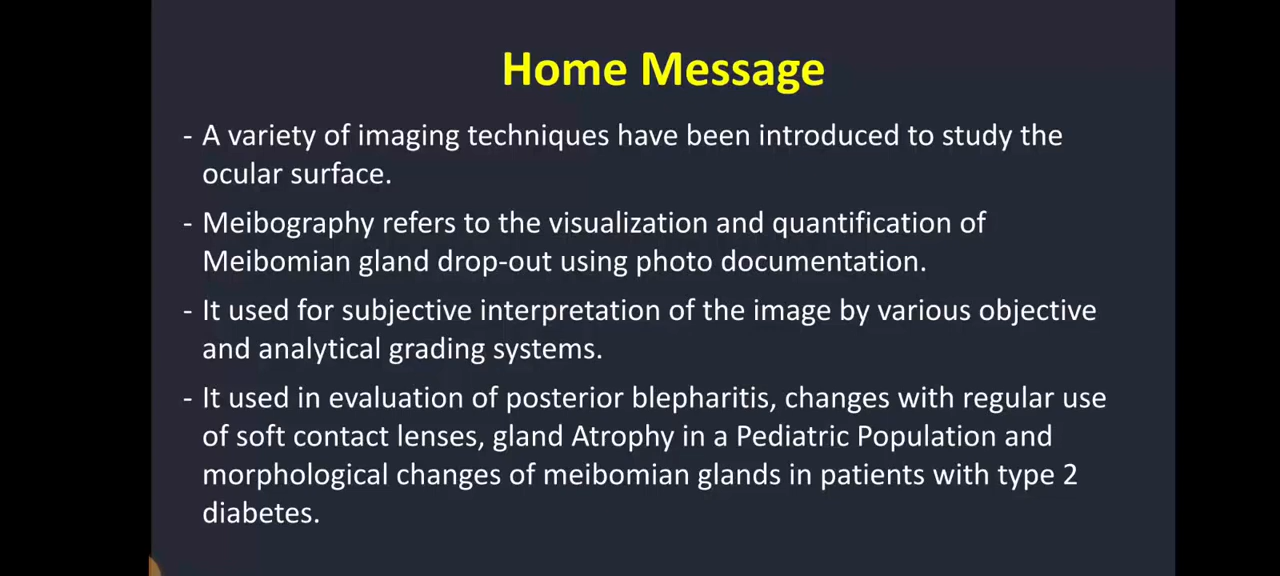 Home Message
- A variety of imaging techniques have been introduced to study the
ocular surface.
- Meibography refers to the visualization and quantification of
Meibomian gland drop-out using photo documentation.
- It used for subjective interpretation of the image by various objective
and analytical grading systems.
- It used in evaluation of posterior blepharitis, changes with regular use
of soft contact lenses, gland Atrophy in a Pediatric Population and
morphological changes of meibomian glands in patients with type 2
diabetes.